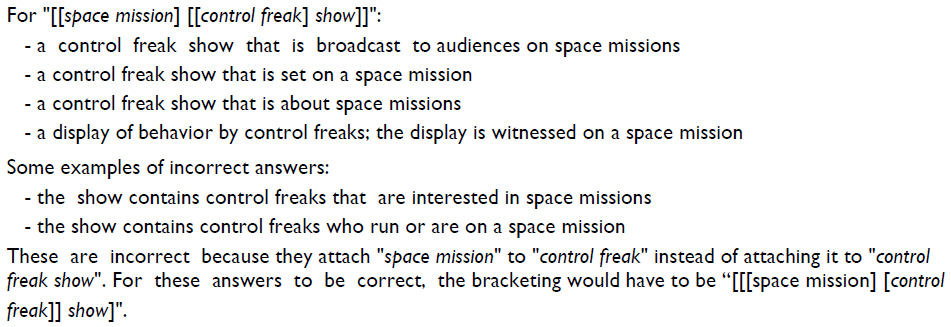 For "[[space mission] [[control freak] show]]":
- a control freak show that is broadcast to audiences on space missions
- a control freak show that is set on a space mission
- a control freak show that is about space missions
- a display of behavior by control freaks; the display is witnessed on a space mission
Some examples of incorrect answers:
- the show contains control freaks that are interested in space missions
- the show contains control freaks who run or are on a space mission
These are incorrect because they attach "space mission" to "control freak" instead of attaching it to "control
freak show". For these answers to be correct, the bracketing would have to be “[[[space mission] [control
freak]] show]".